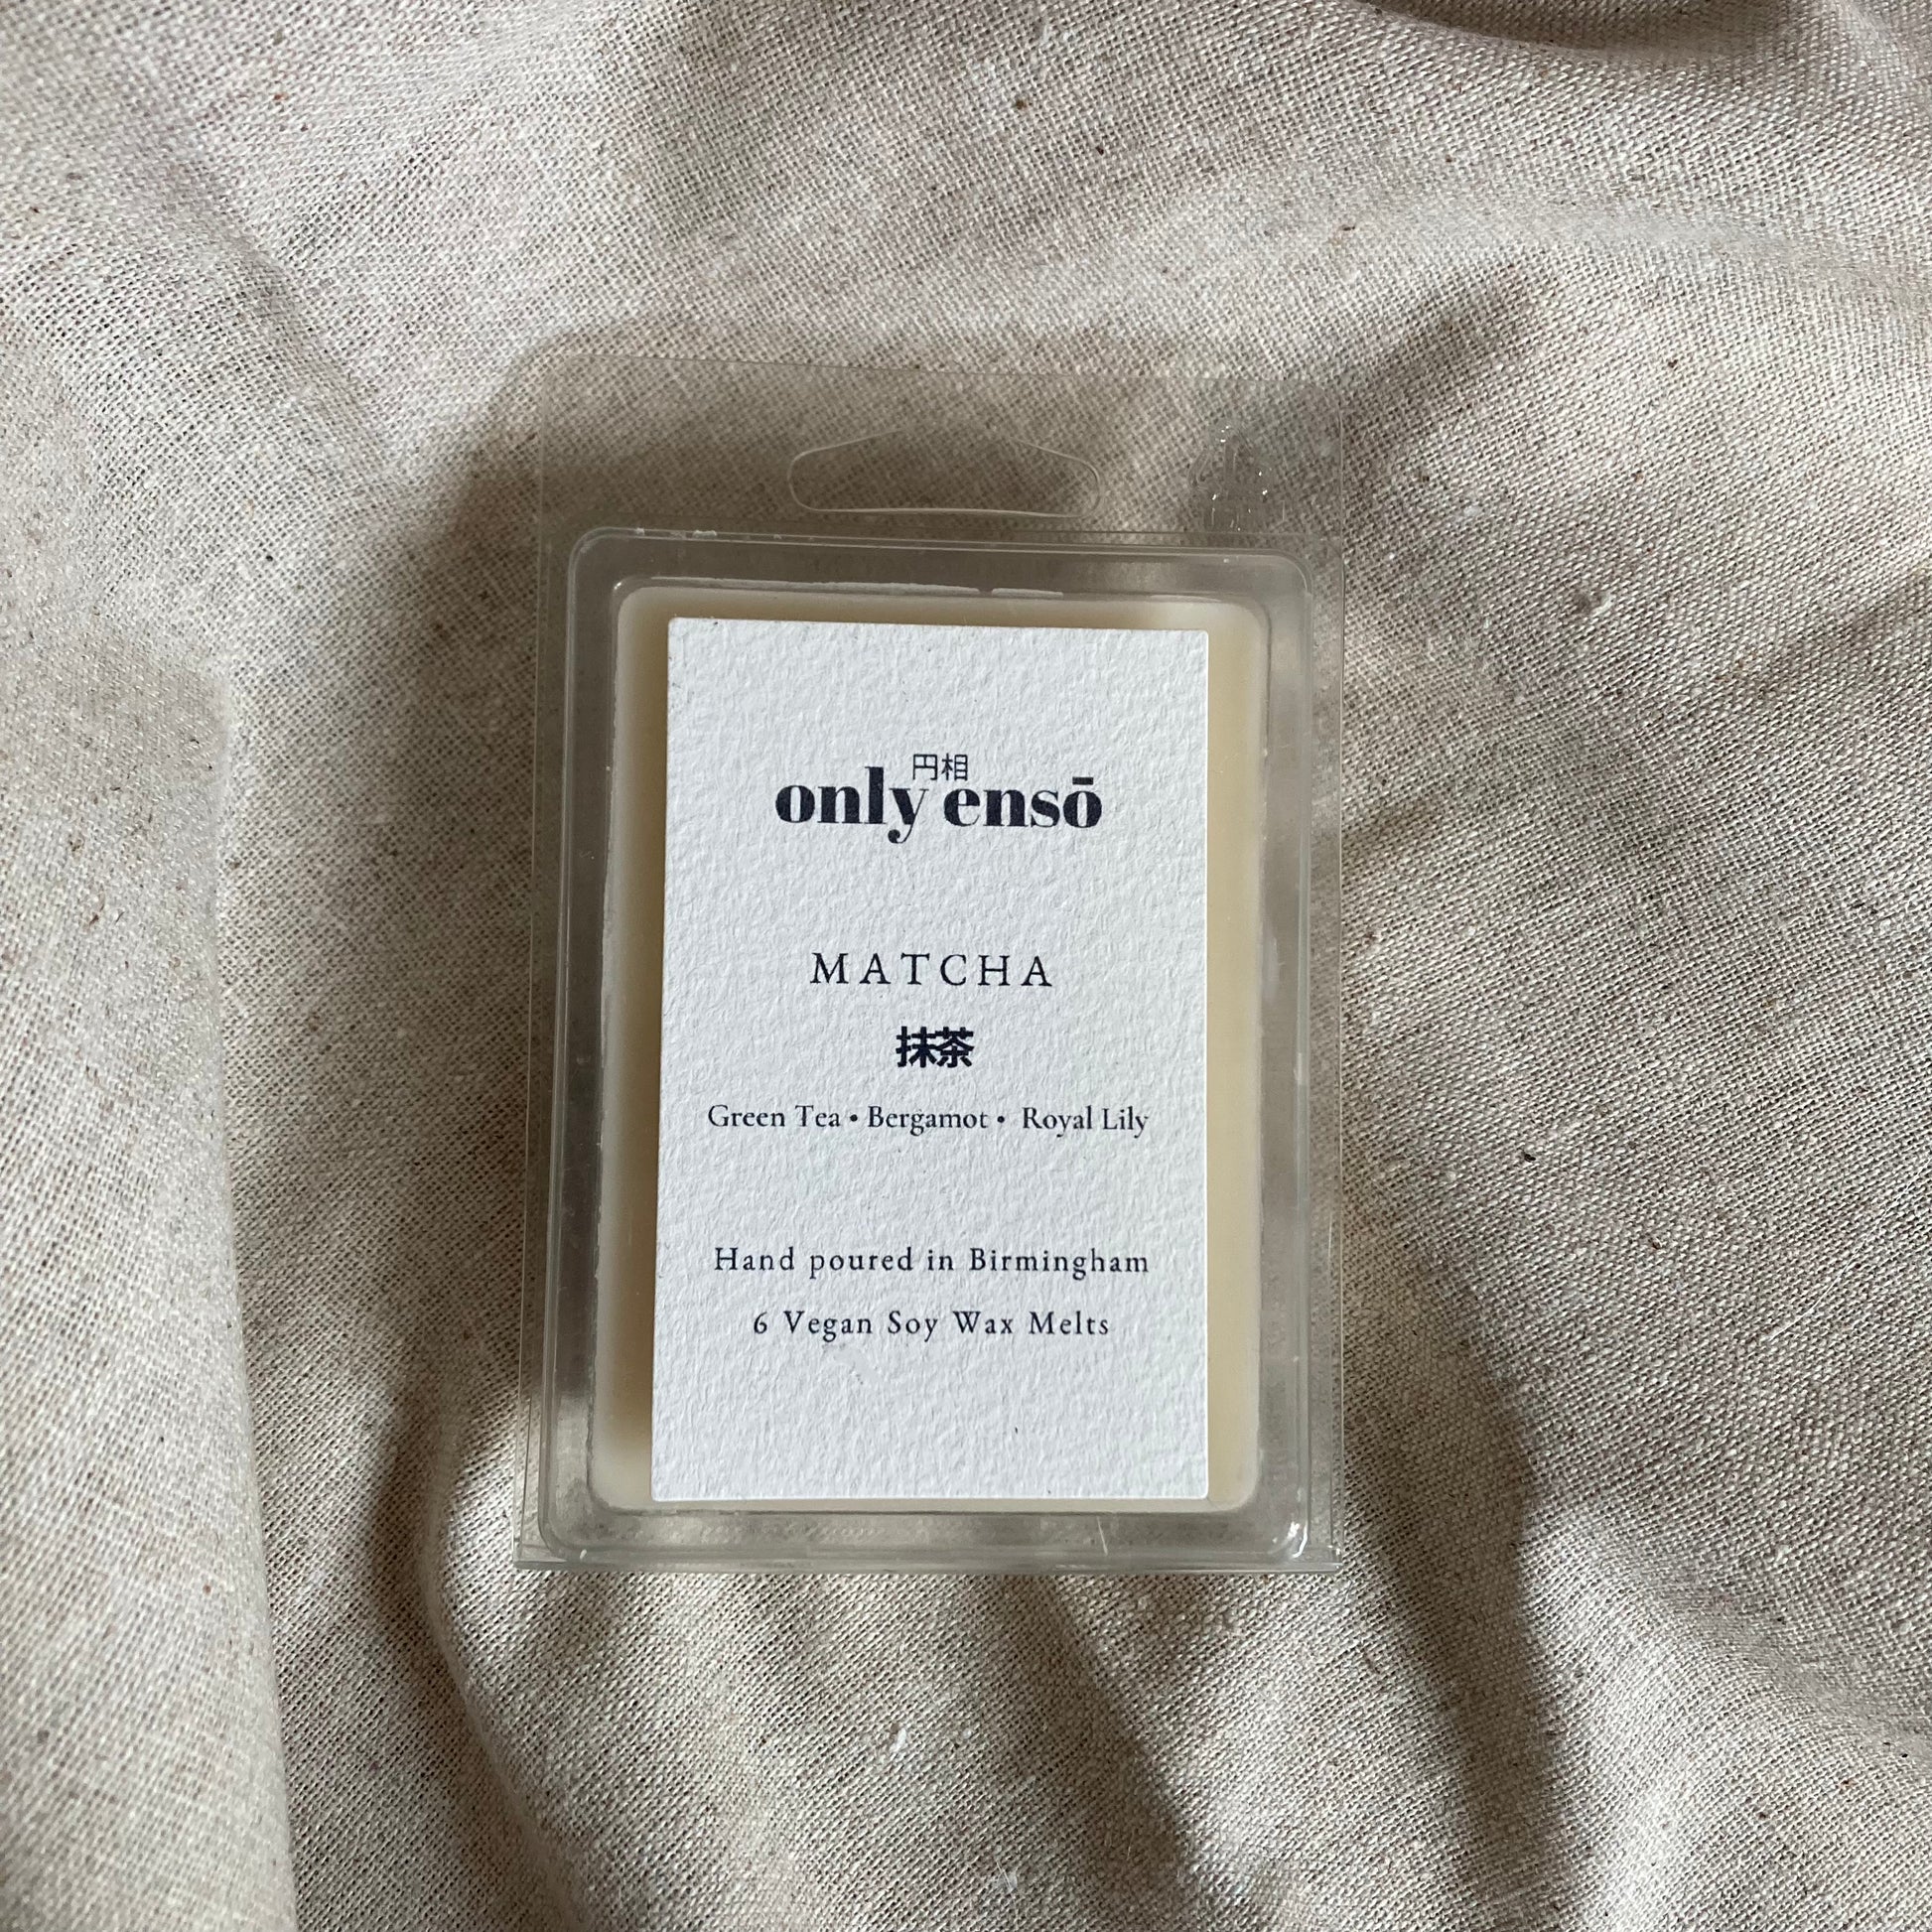 円相
only ensō
MATCHA
抹茶
Green Tea • Bergamot • Royal Lily
Hand poured in Birmingham
6 Vegan Soy Wax Melts